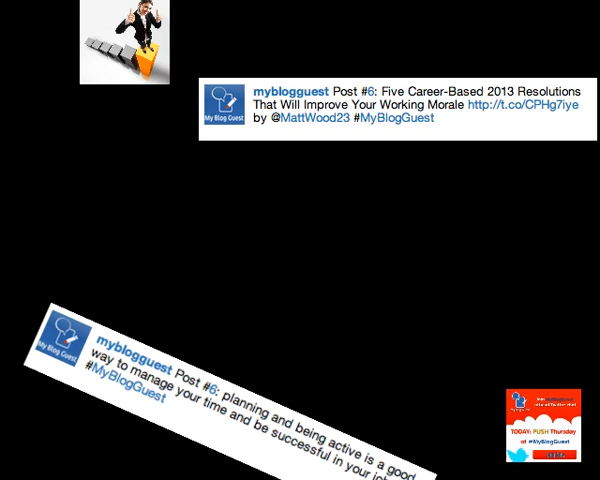 myblogguest Post #6: Five Career-Based 2013 Resolutions
That Will Improve Your Working Morale http://t.co/CPHg7iye
by @MattWood23 #MyBlogGuest
My Blog Guest
myblogguest Post #6: planning and being active is a good
way to manage your time and be successful in your job
#MyBlogGuest
My Blog Guest
Join MyBlogGuest
TODAY: PUSH Thursday
at #MyBlogGuest